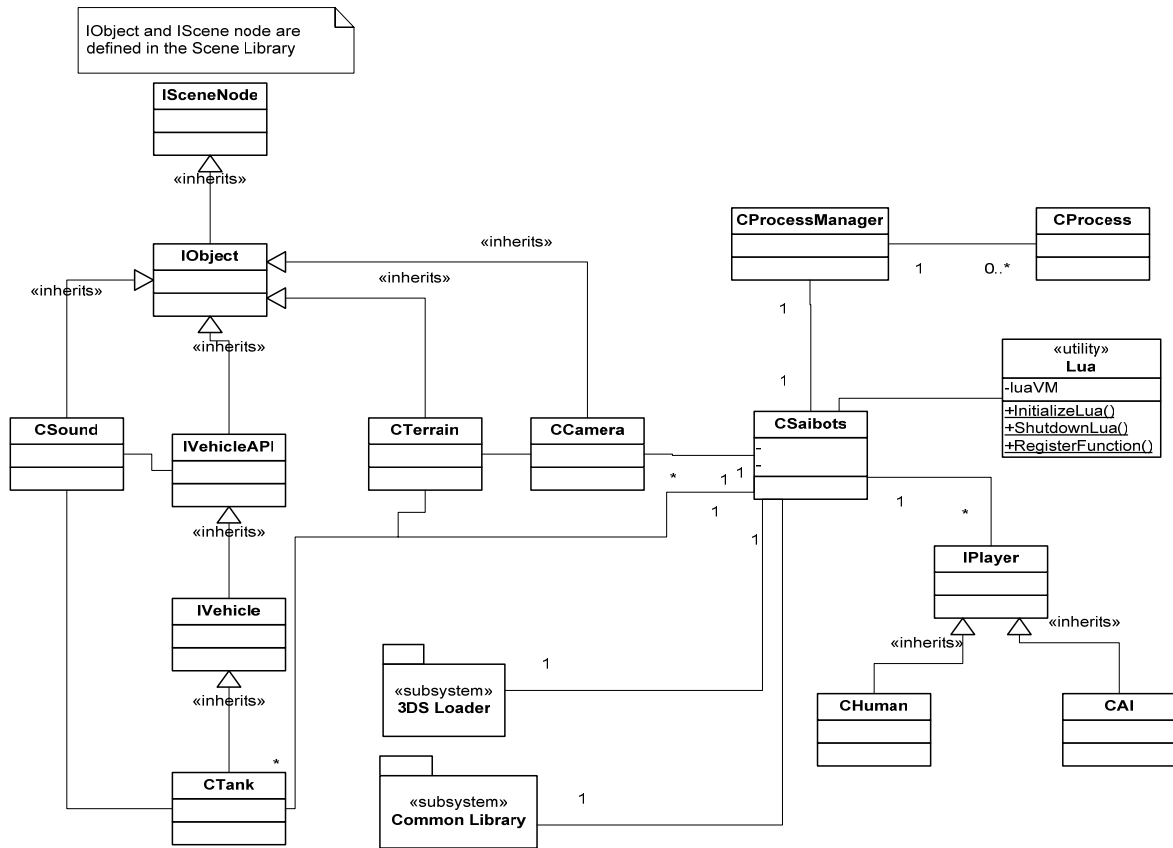 IObject and IScene node are
defined in the Scene Library
ISceneNode
«inherits»
IObject
«inherits»
«inherits»
«inherits»
«inherits»
CProcessManager
CProcess
1
0..*
1
1
«utility»
Lua
-luaVM
+InitializeLua()
+ShutdownLua()
+RegisterFunction()
CSound
IVehicleAPI
CTerrain
CCamera
CSaibots
-
-
*
1
1
1
1
1
*
«inherits»
IVehicle
«inherits»
IPlayer
«inherits»
«inherits»
CHuman
CAI
1
«subsystem»
3DS Loader
*
CTank
1
«subsystem»
Common Library